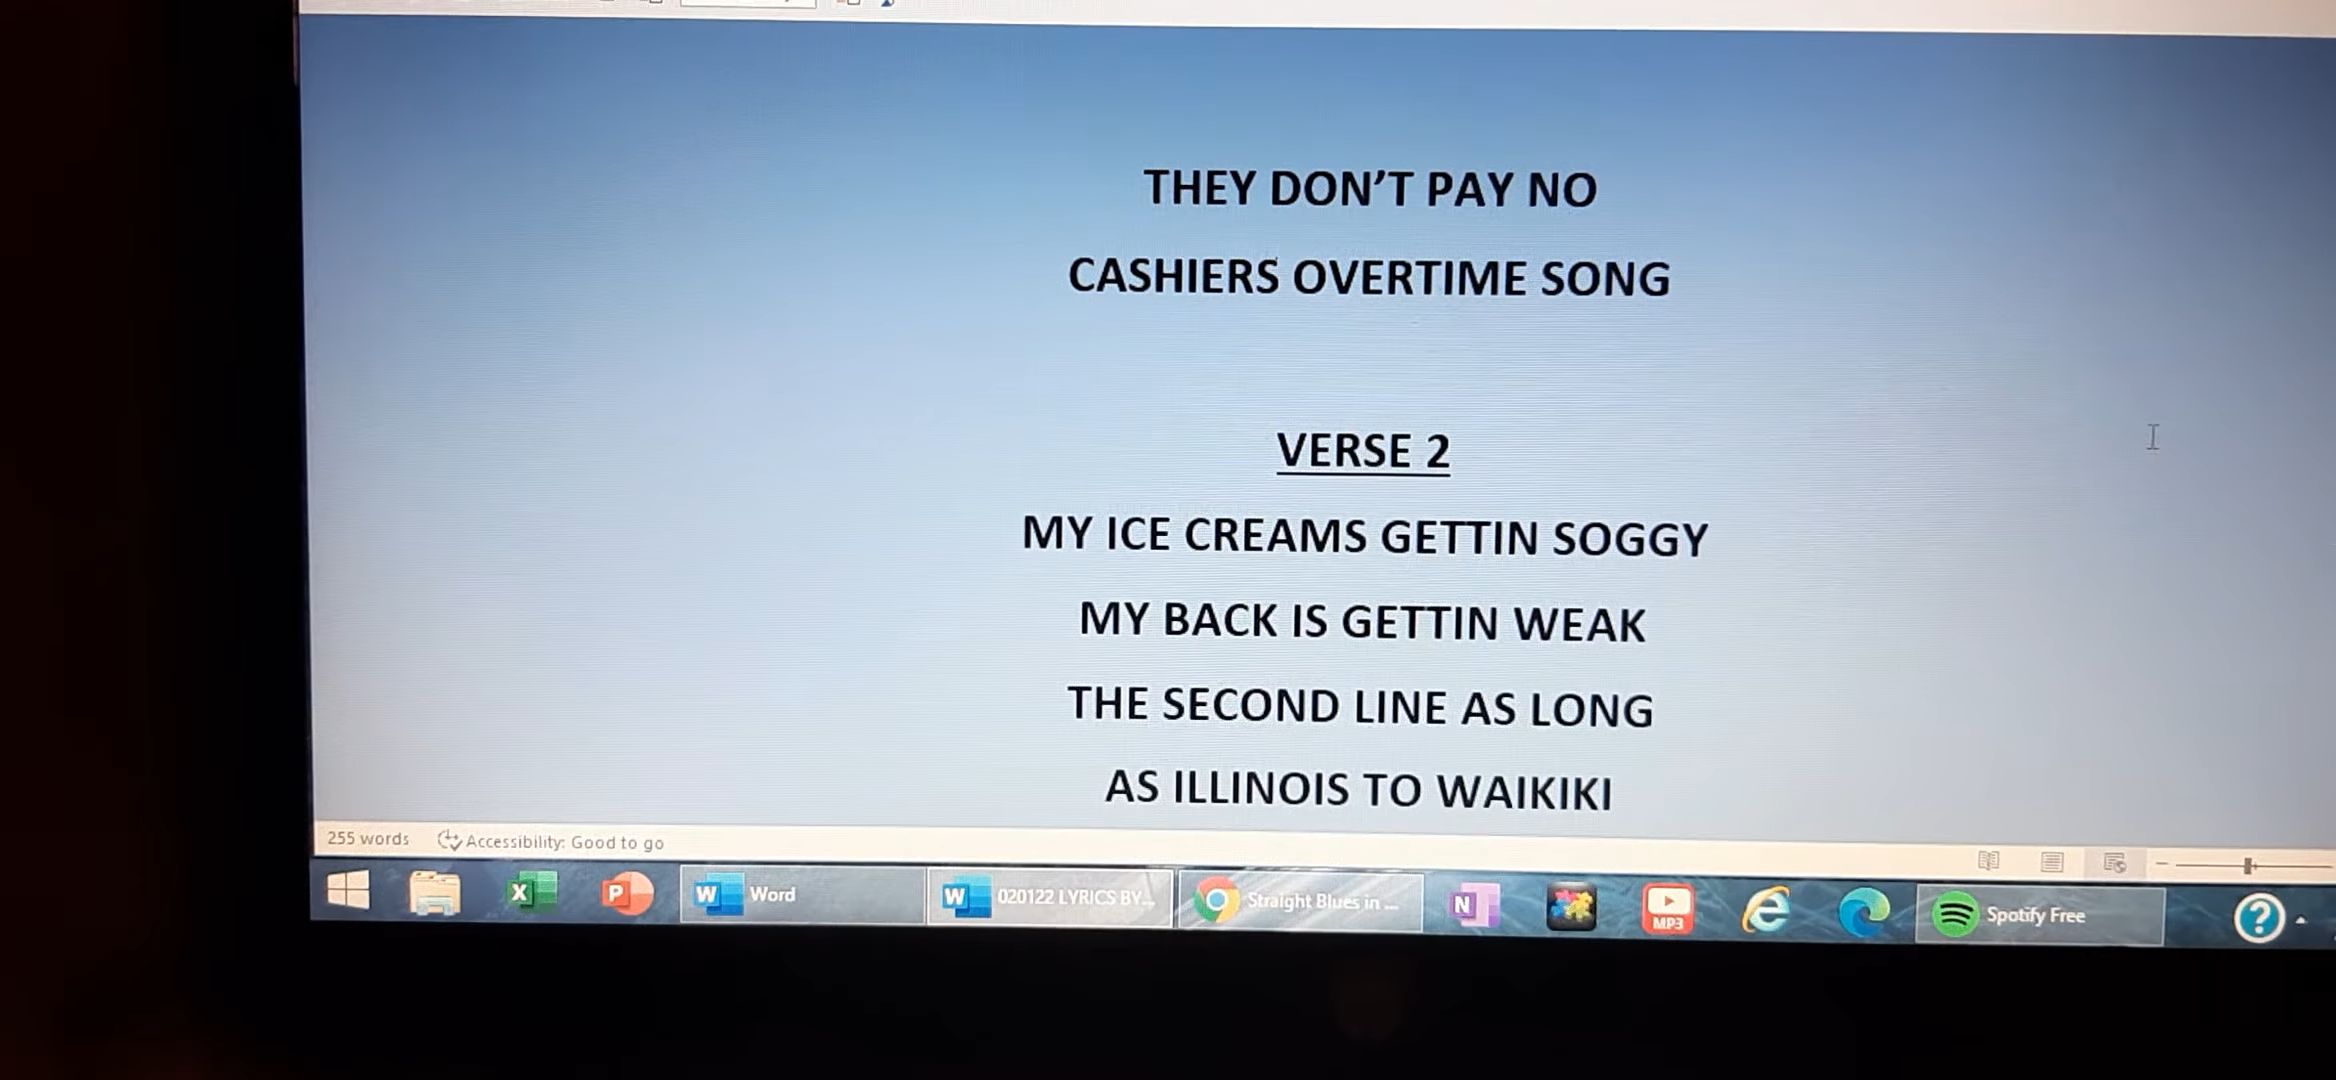 THEY DON'T PAY NO
CASHIERS OVERTIME SONG
VERSE 2
MY ICE CREAMS GETTIN SOGGY
MY BACK IS GETTIN WEAK
THE SECOND LINE AS LONG
AS ILLINOIS TO WAIKIKI
255 words Accessibility: Good to go
X P W Word W 020122 LYRICS BY... Straight Blues in ... N MP3 Spotify Free ?